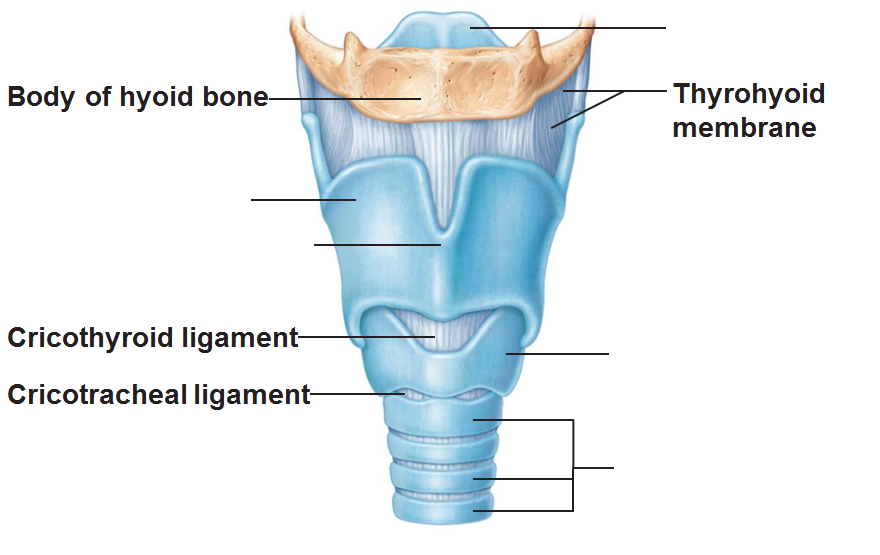 Body of hyoid bone
Thyrohyoid
membrane
Cricothyroid ligament
Cricotracheal ligament